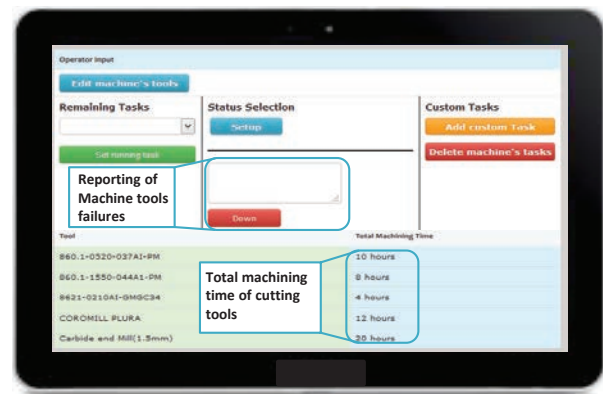 Operator input
Edit machine's tools
Remaining Tasks
Status Selection
Custom Tasks
Setup
Add custom Task
Set running task
Delete machine's tasks
Reporting of
Machine tools
failures
Down
Tool
Total Machining Time
860.1-0520-037A1-PM
10 hours
860.1-1550-044A1-PM
8 hours
Total machining
time of cutting
tools
8621-0210AI-GMGC34
4 hours
COROMILL PLURA
12 hours
Carbide end Mill(1.5mm)
20 hours